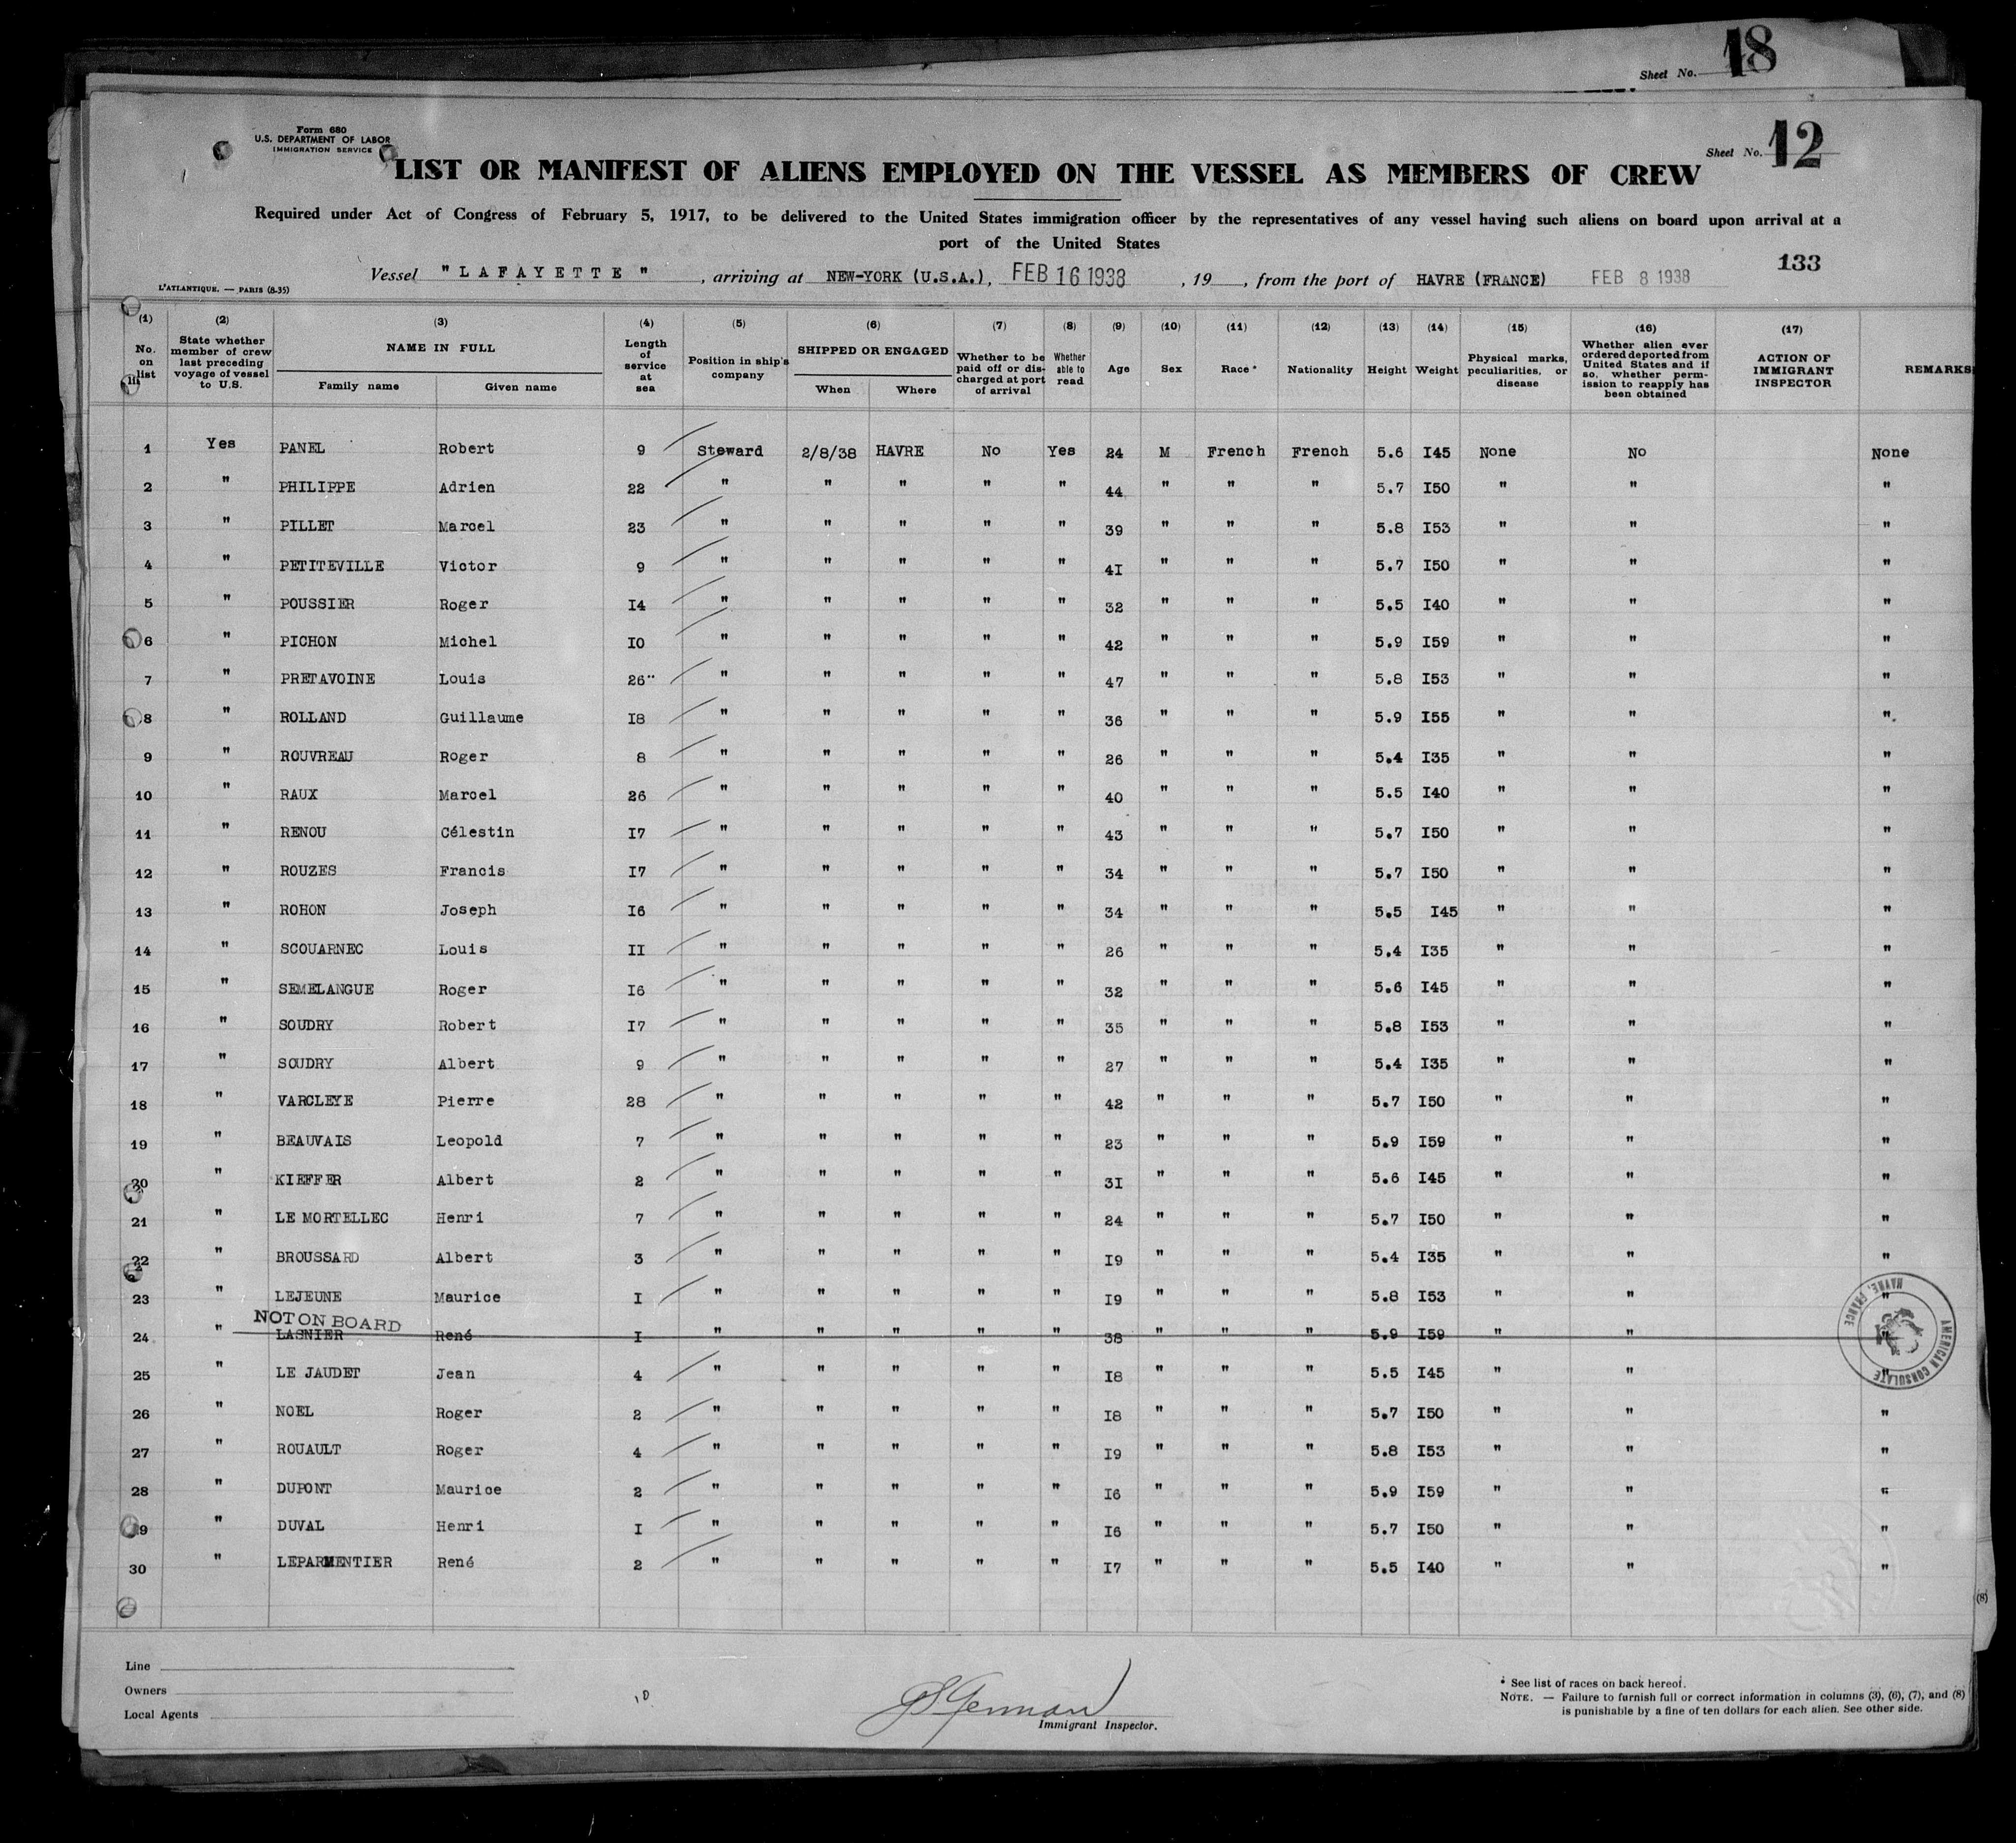 Sheet No. 18
Form 680
U.S. DEPARTMENT OF LABOR
IMMIGRATION SERVICE
Sheet No. 12
LIST OR MANIFEST OF ALIENS EMPLOYED ON THE VESSEL AS MEMBERS OF CREW
Required under Act of Congress of February 5, 1917, to be delivered to the United States immigration officer by the representatives of any vessel having such aliens on board upon arrival at a
port of the United States
133
Vessel "LAFAYETTE", arriving at NEW-YORK (U.S.A.), FEB 16 1938, 19, from the port of HAVRE (FRANCE) FEB 8 1938
L'ATLANTIQUE. — PARIS (8-35)
(1) No. on list
(2) State whether member of crew last preceding voyage of vessel to U.S.
(3) NAME IN FULL Family name Given name
(4) Length of service at sea
(5) Position in ship's company
(6) SHIPPED OR ENGAGED When Where
(7) Whether to be paid off or discharged at port of arrival
(8) Whether able to read
(9) Age
(10) Sex
(11) Race *
(12) Nationality
(13) Height
(14) Weight
(15) Physical marks, peculiarities, or disease
(16) Whether alien ever ordered deported from United States and if so, whether permission to reapply has been obtained
(17) ACTION OF IMMIGRANT INSPECTOR
REMARKS
1 Yes PANEL Robert 9 Steward 2/8/38 HAVRE No Yes 24 M French French 5.6 I45 None No None
2 " PHILIPPE Adrien 22 " " " " " 44 " " " 5.7 I50 " " "
3 " PILLET Marcel 23 " " " " " 39 " " " 5.8 I53 " " "
4 " PETITEVILLE Victor 9 " " " " " 4I " " " 5.7 I50 " " "
5 " POUSSIER Roger I4 " " " " " 32 " " " 5.5 I40 " " "
6 " PICHON Michel I0 " " " " " 42 " " " 5.9 I59 " " "
7 " PRETAVOINE Louis 26 " " " " " 47 " " " 5.8 I53 " " "
8 " ROLLAND Guillaume I8 " " " " " 36 " " " 5.9 I55 " " "
9 " ROUVREAU Roger 8 " " " " " 26 " " " 5.4 I35 " " "
10 " RAUX Marcel 26 " " " " " 40 " " " 5.5 I40 " " "
11 " RENOU Célestin I7 " " " " " 43 " " " 5.7 I50 " " "
12 " ROUZES Francis I7 " " " " " 34 " " " 5.7 I50 " " "
13 " ROHON Joseph I6 " " " " " 34 " " " 5.5 I45 " " "
14 " SCOUARNEC Louis II " " " " " 26 " " " 5.4 I35 " " "
15 " SEMELANGUE Roger I6 " " " " " 32 " " " 5.6 I45 " " "
16 " SOUDRY Robert I7 " " " " " 35 " " " 5.8 I53 " " "
17 " SOUDRY Albert 9 " " " " " 27 " " " 5.4 I35 " " "
18 " VARCLEYE Pierre 28 " " " " " 42 " " " 5.7 I50 " " "
19 " BEAUVAIS Leopold 7 " " " " " 23 " " " 5.9 I59 " " "
20 " KIEFFER Albert 2 " " " " " 3I " " " 5.6 I45 " " "
21 " LE MORTELLEC Henri 7 " " " " " 24 " " " 5.7 I50 " " "
22 " BROUSSARD Albert 3 " " " " " I9 " " " 5.4 I35 " " "
23 " LEJEUNE Maurice I " " " " " I9 " " " 5.8 I53 " " "
NOT ON BOARD
24 " LASNIER René I " " " " " 38 " " " 5.9 I59 " " "
25 " LE JAUDET Jean 4 " " " " " I8 " " " 5.5 I45 " " "
26 " NOEL Roger 2 " " " " " I8 " " " 5.7 I50 " " "
27 " ROUAULT Roger 4 " " " " " I9 " " " 5.8 I53 " " "
28 " DUPONT Maurice 2 " " " " " I6 " " " 5.9 I59 " " "
29 " DUVAL Henri I " " " " " I6 " " " 5.7 I50 " " "
30 " LEPARMENTIER René 2 " " " " " I7 " " " 5.5 I40 " " "
AMERICAN CONSULATE
HAVRE, FRANCE
(8)
Line
Owners
Local Agents
Immigrant Inspector.
* See list of races on back hereof.
NOTE. — Failure to furnish full or correct information in columns (3), (6), (7), and (8)
is punishable by a fine of ten dollars for each alien. See other side.